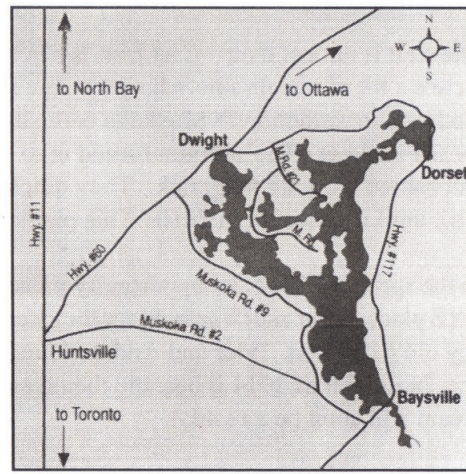 N
W
E
S
to North Bay
to Ottawa
Dwight
M. Rd.
Dorset
Hwy. #11
Hwy. #60
M. Rd.
Hwy. #117
Muskoka Rd. #9
Muskoka Rd. #2
Huntsville
Baysville
to Toronto